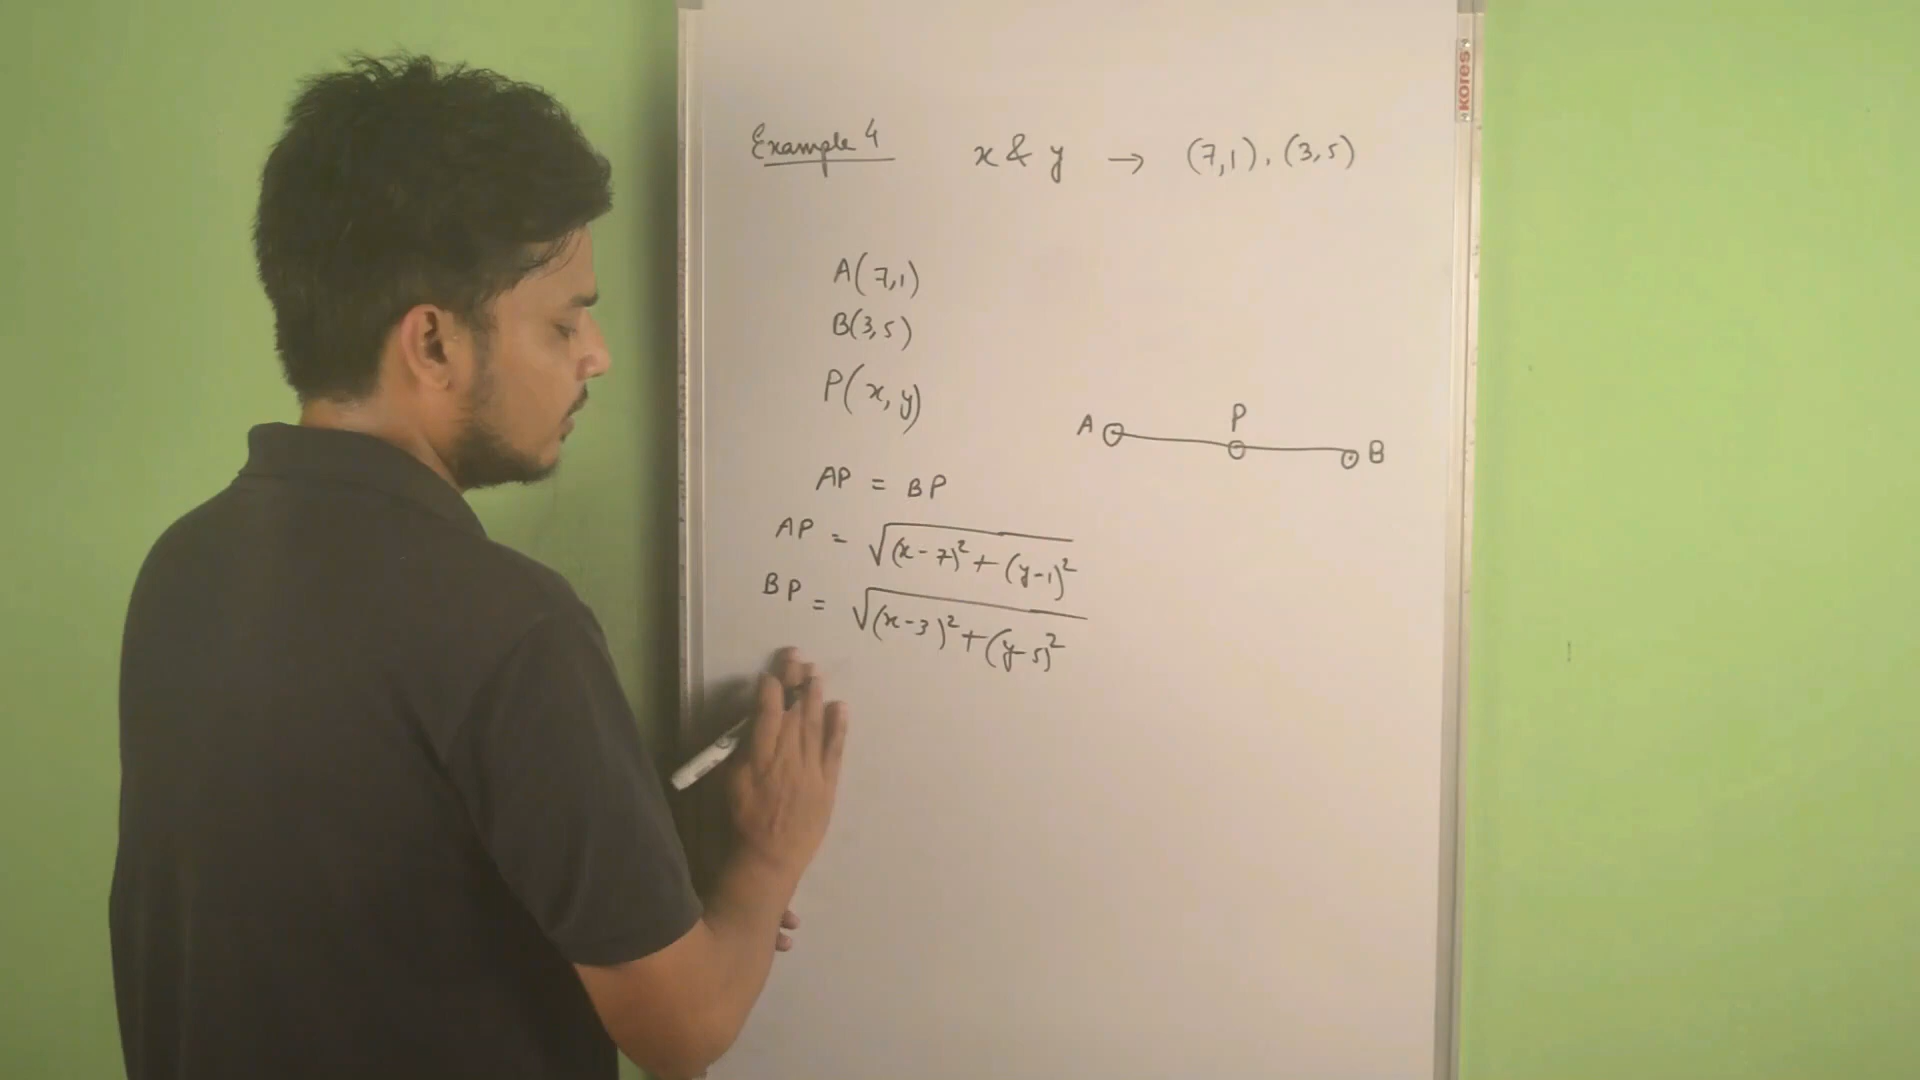 Example 4 x & y → (7,1), (3,5)
A(7,1)
B(3,5)
P(x,y)
A P B
AP = BP
AP = √(x-7)²+(y-1)²
BP = √(x-3)²+(y-5)²
kores